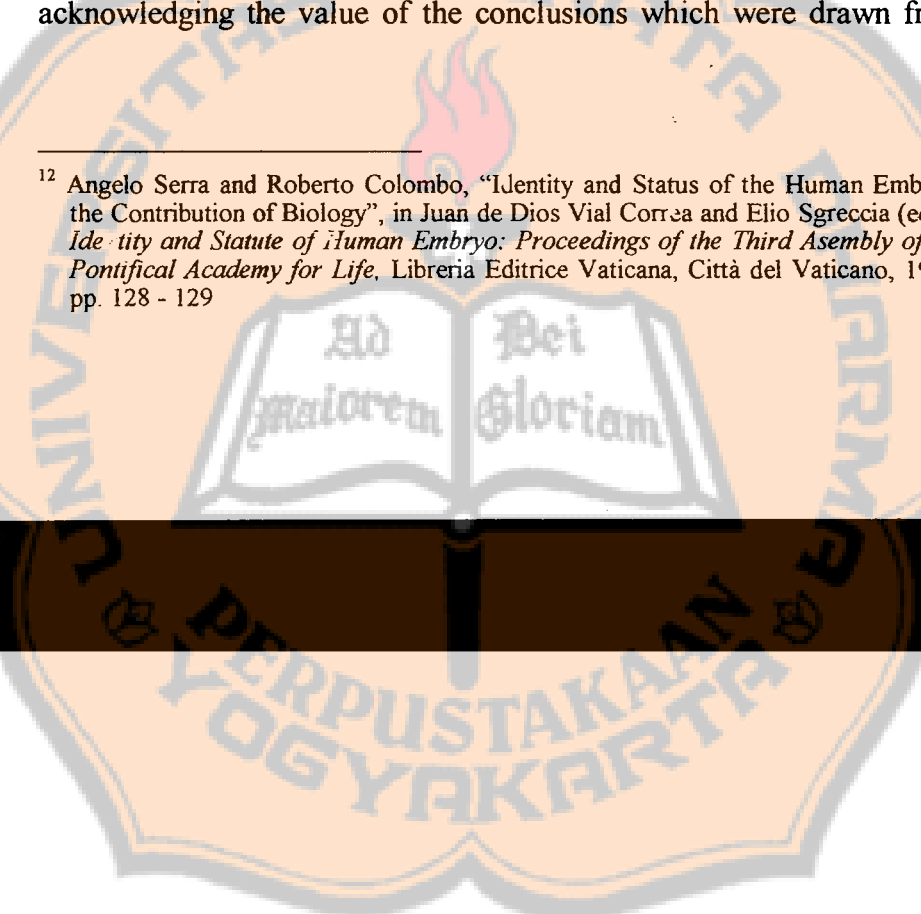 acknowledging the value of the conclusions which were drawn
12 Angelo Serra and Roberto Colombo, “Identity and Status of the Human
the Contribution of Biology”, in Juan de Dios Vial Correa and Elio Sgreccia
Ide tity and Statute of Human Embryo: Proceedings of the Third Asembly of
Pontifical Academy for Life, Libreria Editrice Vaticana, Città del Vaticano,
pp. 128 - 129
Ad Dei
maiorem Gloriam
PERPUSTAKAAN
YOGYAKARTA